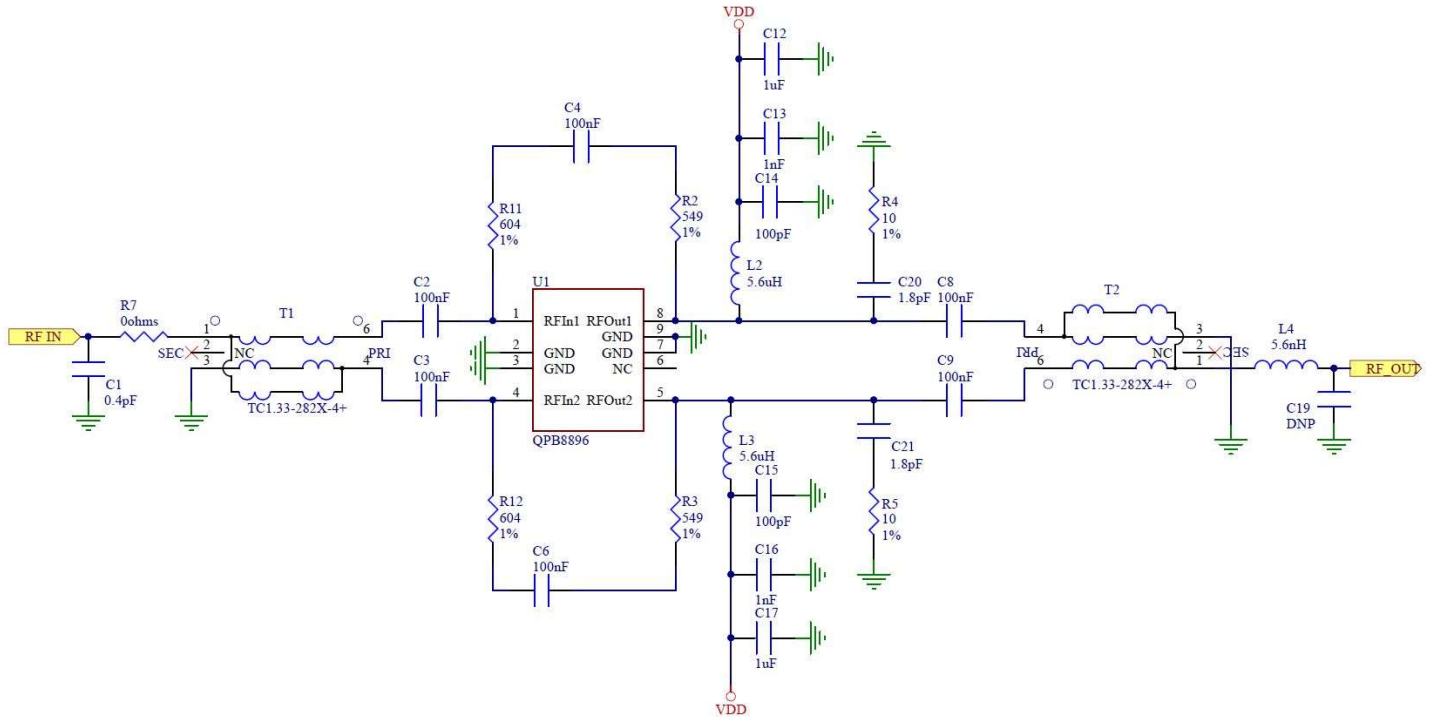 VDD
C12
1uF
C4
100nF
C13
1nF
C14
100pF
R11
604
1%
R2
549
1%
R4
10
1%
L2
5.6uH
C2
100nF
U1
C20
1.8pF
C8
100nF
T2
R7
0ohms
T1
RF IN
1
6
1
RFIn1
RFOut1
8
4
3
L4
5.6nH
SEC
2
NC
PRI
2
GND
GND
9
PRI
NC
2
SEC
3
4
3
GND
GND
7
NC
6
6
1
RF_OUT
C1
0.4pF
TC1.33-282X-4+
C3
100nF
4
RFIn2
RFOut2
5
C9
100nF
TC1.33-282X-4+
C19
DNP
QPB8896
L3
5.6uH
C21
1.8pF
C15
100pF
R12
604
1%
R3
549
1%
R5
10
1%
C6
100nF
C16
1nF
C17
1uF
VDD